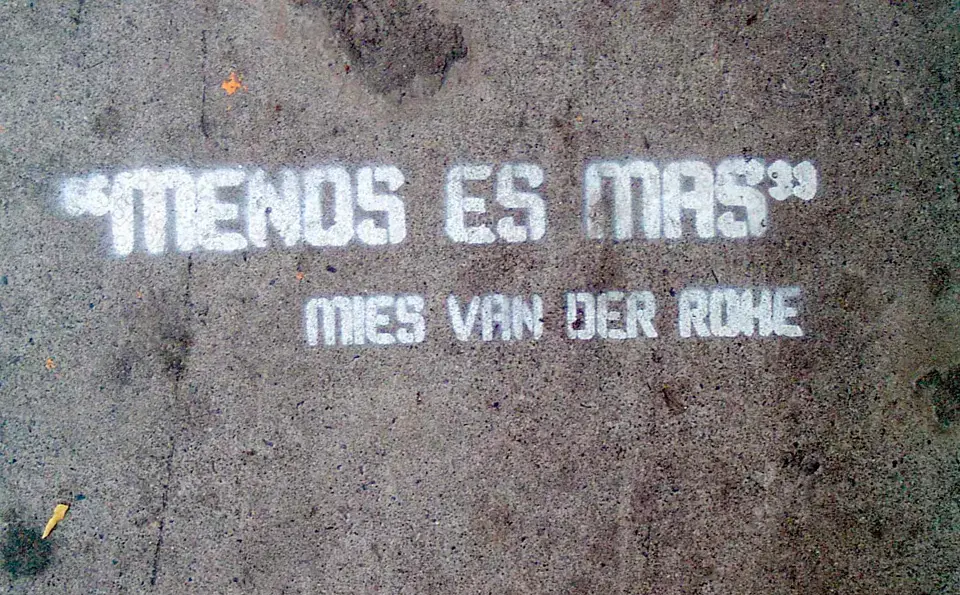 “MENOS ES MAS”
MIES VAN DER ROHE